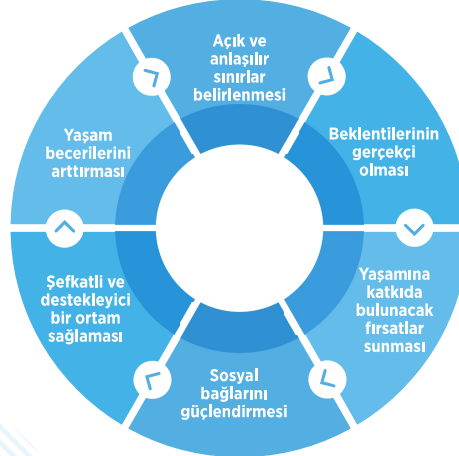 Açık ve
anlaşılır
sınırlar
belirlenmesi
Beklentilerinin
gerçekçi
olması
Yaşamına
katkıda
bulunacak
fırsatlar
sunması
Sosyal
bağlarını
güçlendirmesi
Şefkatli ve
destekleyici
bir ortam
sağlaması
Yaşam
becerilerini
arttırması